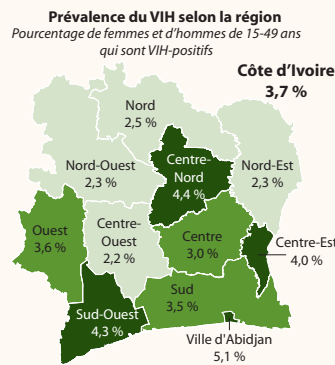 Prévalence du VIH selon la région
Pourcentage de femmes et d'hommes de 15-49 ans
qui sont VIH-positifs
Côte d'Ivoire
3,7 %
Nord
2,5 %
Nord-Ouest
2,3 %
Centre-
Nord
4,4 %
Nord-Est
2,3 %
Ouest
3,6 %
Centre-
Ouest
2,2 %
Centre
3,0 %
Centre-Est
4,0 %
Sud-Ouest
4,3 %
Sud
3,5 %
Ville d'Abidjan
5,1 %